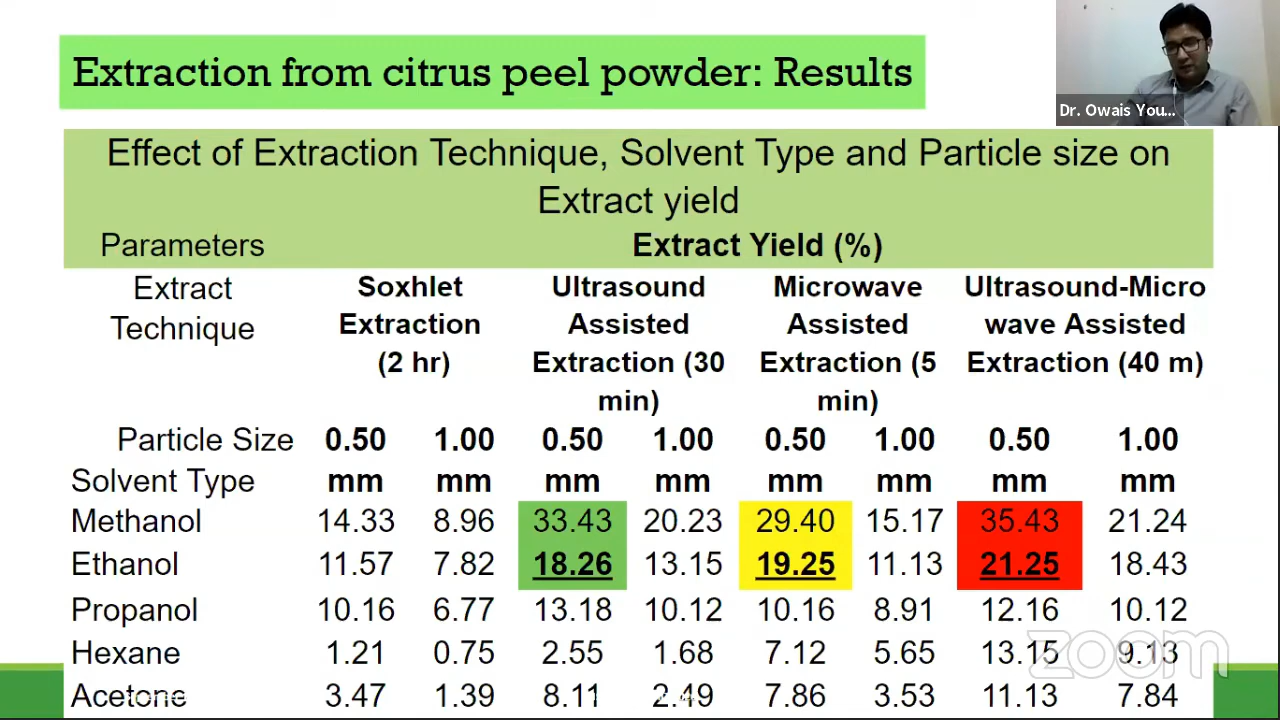 Extraction from citrus peel powder: Results
Dr. Owais You...
Effect of Extraction Technique, Solvent Type and Particle size on
Extract yield
Parameters Extract Yield (%)
Extract Soxhlet Ultrasound Microwave Ultrasound-Micro
Technique Extraction Assisted Assisted wave Assisted
(2 hr) Extraction (30 Extraction (5 Extraction (40 m)
min) min)
Particle Size 0.50 1.00 0.50 1.00 0.50 1.00 0.50 1.00
Solvent Type mm mm mm mm mm mm mm mm
Methanol 14.33 8.96 33.43 20.23 29.40 15.17 35.43 21.24
Ethanol 11.57 7.82 18.26 13.15 19.25 11.13 21.25 18.43
Propanol 10.16 6.77 13.18 10.12 10.16 8.91 12.16 10.12
Hexane 1.21 0.75 2.55 1.68 7.12 5.65 13.15 9.13
zoom
Acetone 3.47 1.39 8.11 2.49 7.86 3.53 11.13 7.84